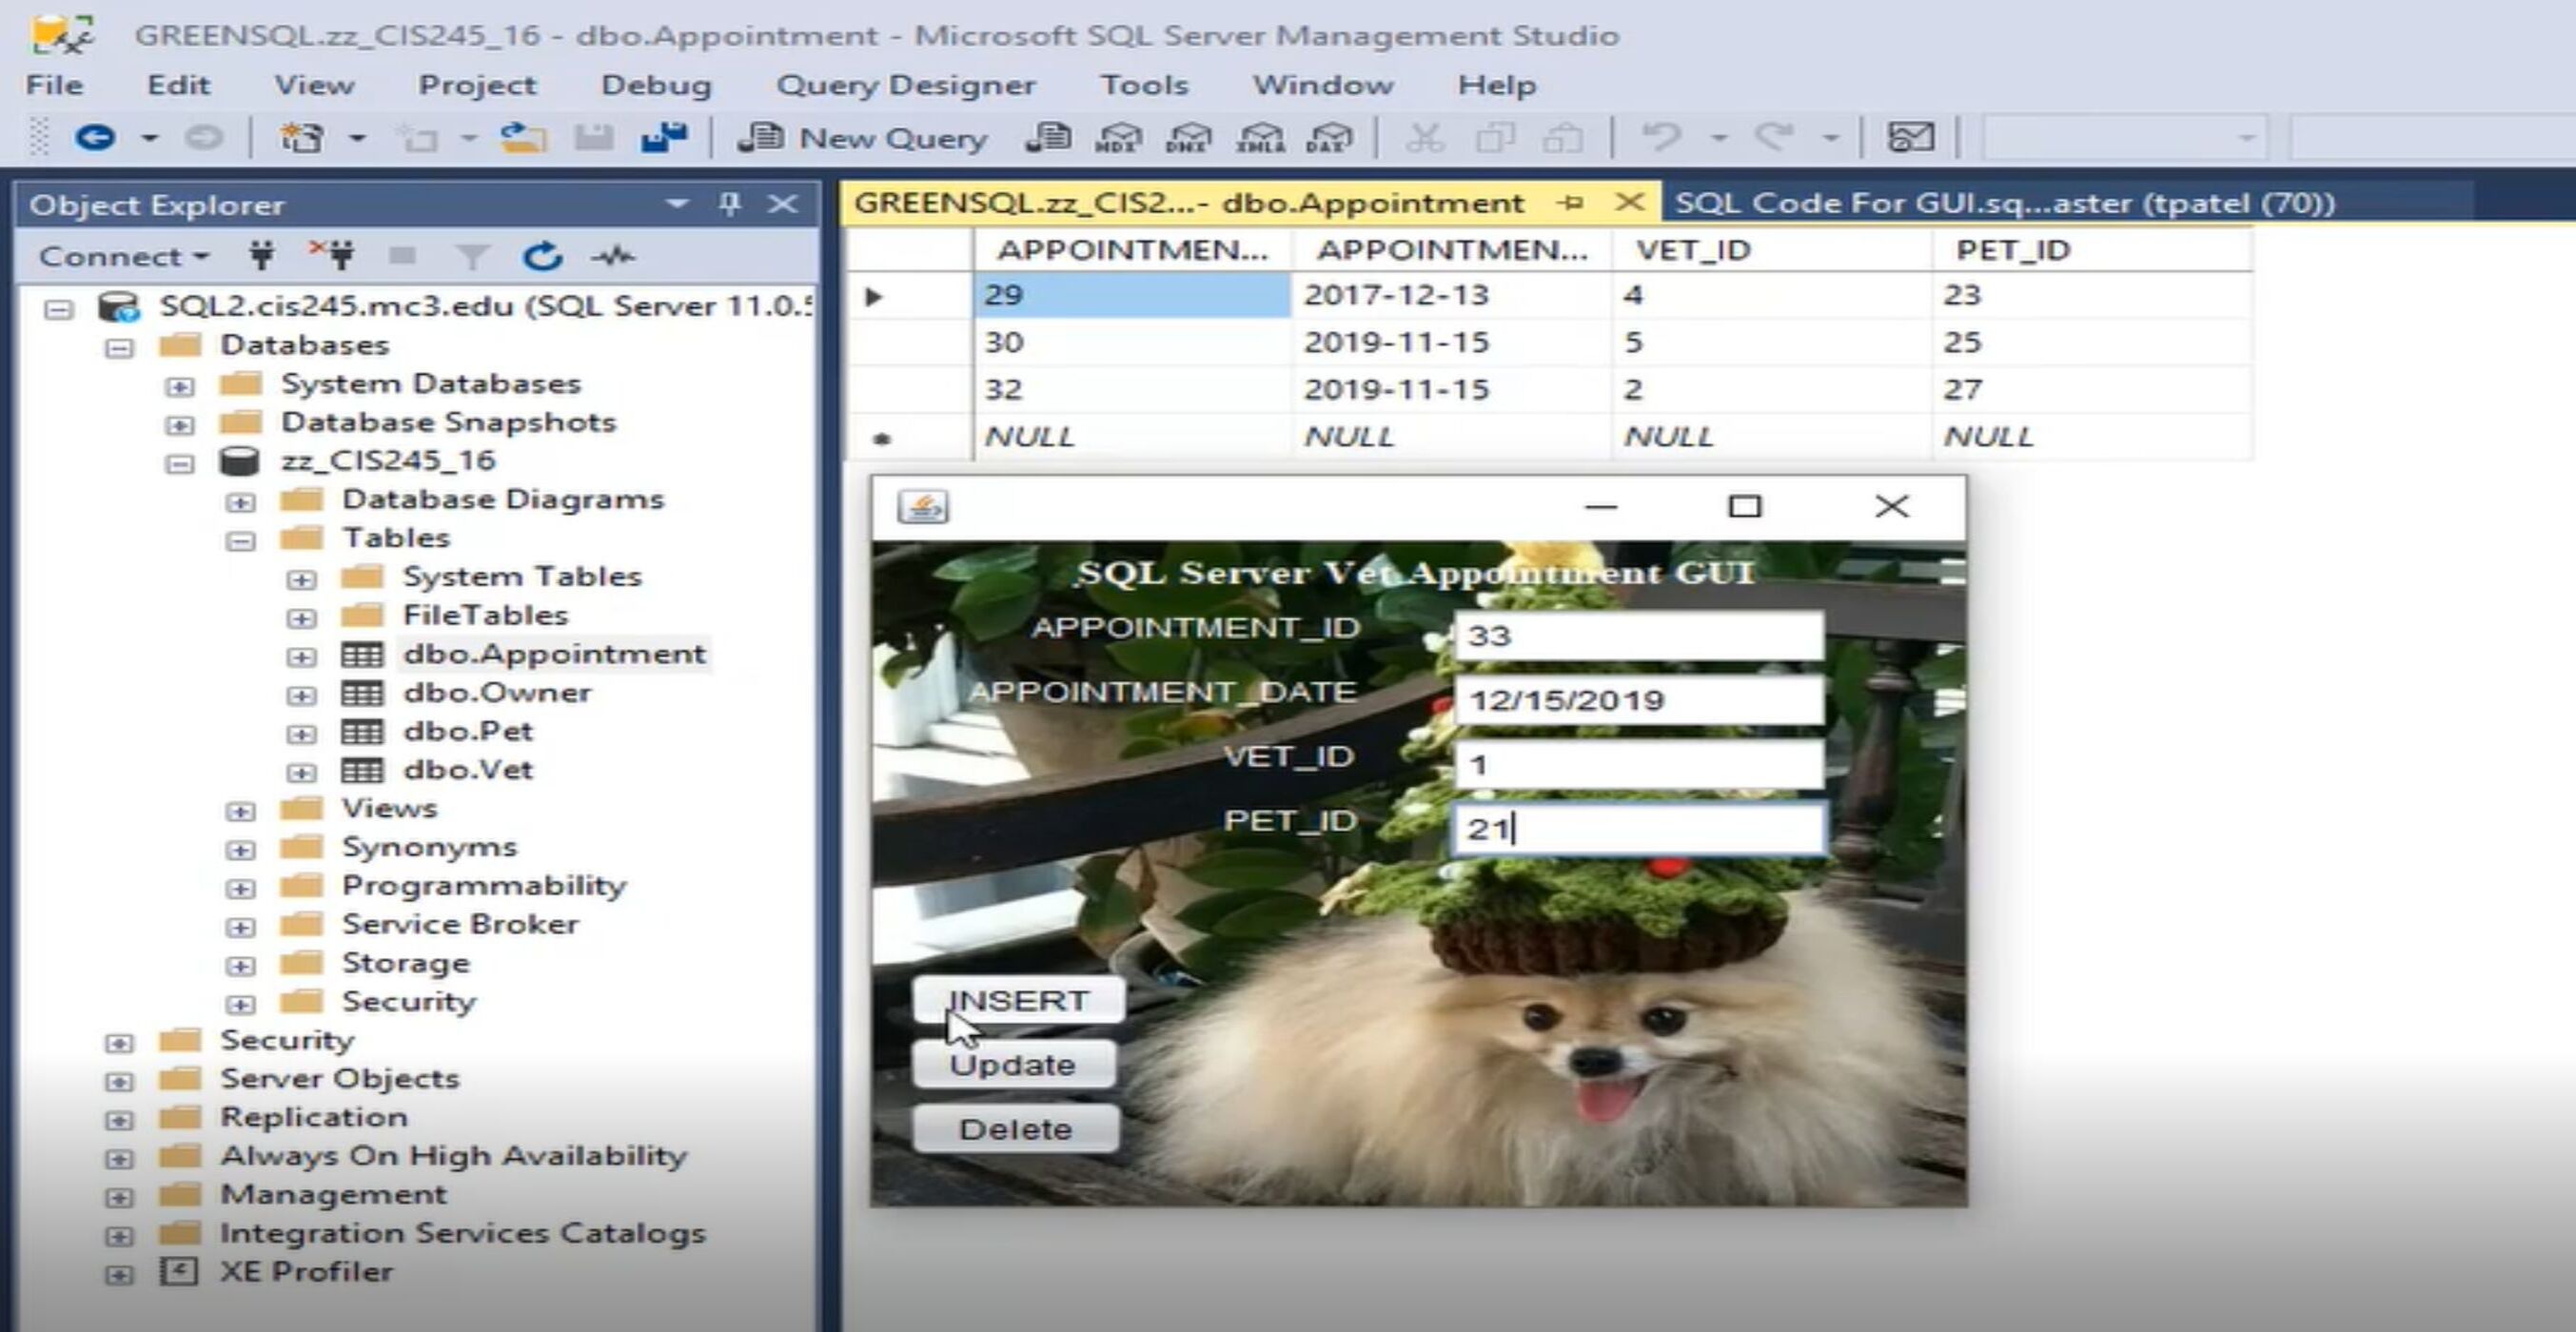 GREENSQL.zz_CIS245_16 - dbo.Appointment - Microsoft SQL Server Management Studio
File Edit View Project Debug Query Designer Tools Window Help
New Query MDX DMX XMLA DAX
Object Explorer
Connect
SQL2.cis245.mc3.edu (SQL Server 11.0.5
Databases
System Databases
Database Snapshots
zz_CIS245_16
Database Diagrams
Tables
System Tables
FileTables
dbo.Appointment
dbo.Owner
dbo.Pet
dbo.Vet
Views
Synonyms
Programmability
Service Broker
Storage
Security
Security
Server Objects
Replication
Always On High Availability
Management
Integration Services Catalogs
XE Profiler
GREENSQL.zz_CIS2...- dbo.Appointment SQL Code For GUI.sq...aster (tpatel (70))
APPOINTMEN... APPOINTMEN... VET_ID PET_ID
29 2017-12-13 4 23
30 2019-11-15 5 25
32 2019-11-15 2 27
NULL NULL NULL NULL
SQL Server Vet Appointment GUI
APPOINTMENT_ID 33
APPOINTMENT_DATE 12/15/2019
VET_ID 1
PET_ID 21
INSERT
Update
Delete